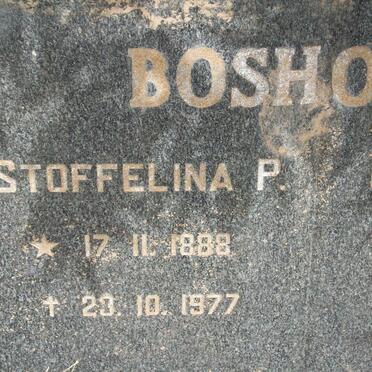 BOSHO
STOFFELINA P.
★ 17. 11. 1888
✝ 23. 10. 1977